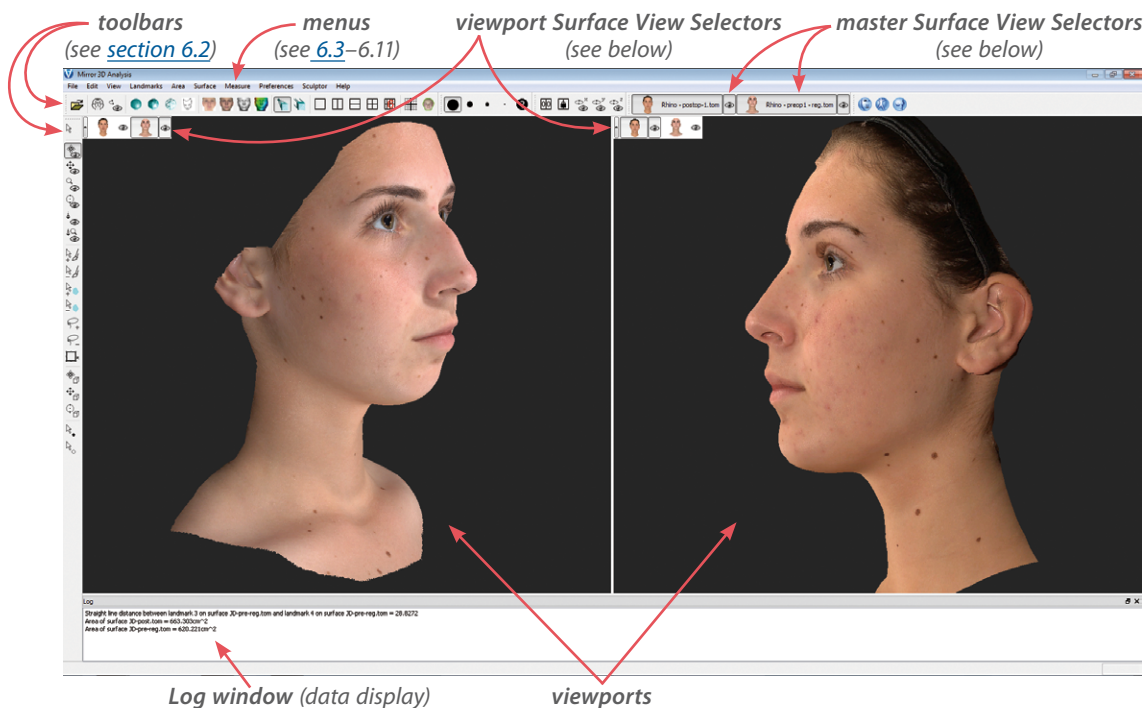 toolbars
(see section 6.2)
menus
(see 6.3–6.11)
viewport Surface View Selectors
(see below)
master Surface View Selectors
(see below)
Mirror 3D Analysis
File Edit View Landmarks Area Surface Measure Preferences Sculptor Help
Rhino - postop-1.tom
Rhino - preop1 - reg.tom
Log
Straight line distance between landmark 3 on surface JD-pre-reg.tom and landmark 4 on surface JD-pre-reg.tom = 28.8272
Area of surface JD-post.tom = 663.303cm^2
Area of surface JD-pre-reg.tom = 620.221cm^2
Log window (data display)
viewports